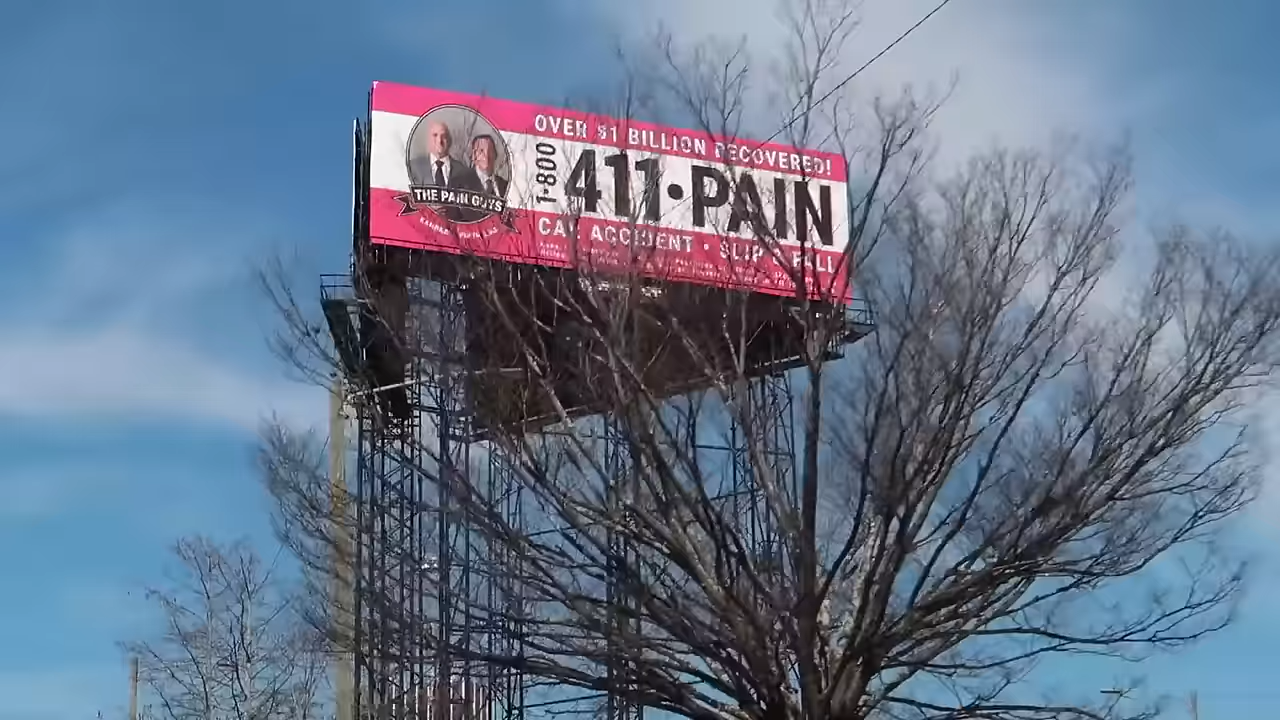 OVER $1 BILLION RECOVERED!
1-800
411•PAIN
THE PAIN GUYS
CAR ACCIDENT • SLIP & FALL